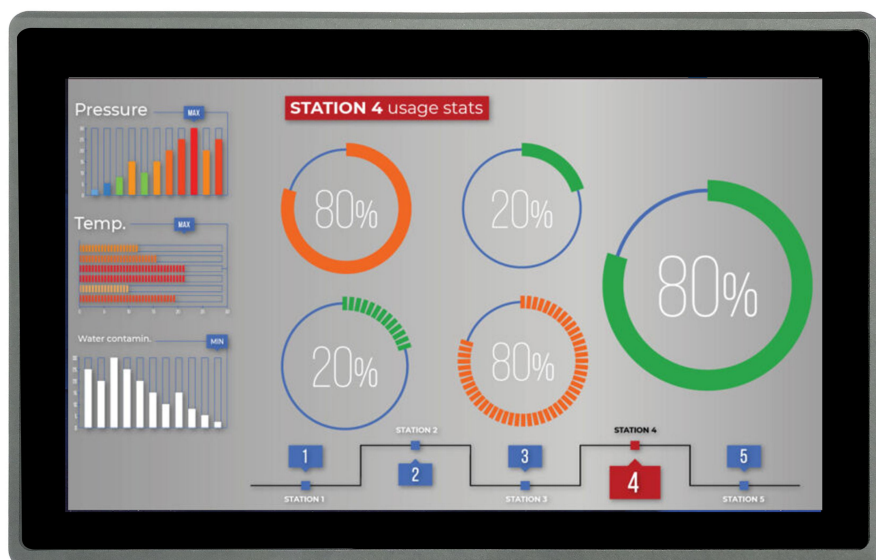 Pressure
MAX
Temp.
MAX
Water contamin.
MIN
STATION 4 usage stats
80%
20%
80%
20%
80%
STATION 2
STATION 4
1
3
5
2
4
STATION 1
STATION 3
STATION 5